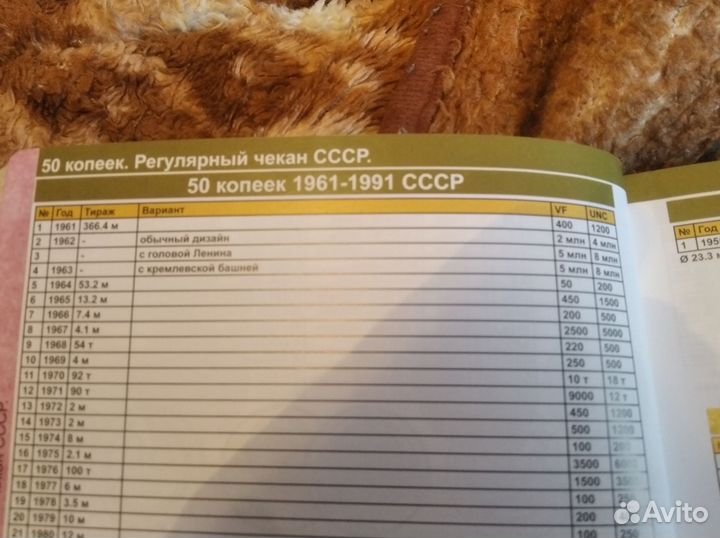 50 копеек. Регулярный чекан СССР.
50 копеек 1961-1991 СССР
№ Год Тираж Вариант VF UNC
1 1961 366.4 м 400 1200
2 1962 - обычный дизайн 2 млн 4 млн
3 - с головой Ленина 5 млн 8 млн
4 1963 - с кремлевской башней 5 млн 8 млн
5 1964 53.2 м 50 200
6 1965 13.2 м 450 1500
7 1966 7.4 м 200 500
8 1967 4.1 м 2500 5000
9 1968 54 т 220 500
10 1969 4 м 250 500
11 1970 92 т 10 т 18 т
12 1971 90 т 9000 12 т
13 1972 2 м 450 1200
14 1973 2 м 500 1200
15 1974 8 м 100
16 1975 2.1 м 3500
17 1976 100 т 1500
18 1977 6 м 100
19 1978 3.5 м 200
20 1979 10 м 100 250
21 1980 12 м
№ Год
1
Ø 23.3 м
СССР.
Avito